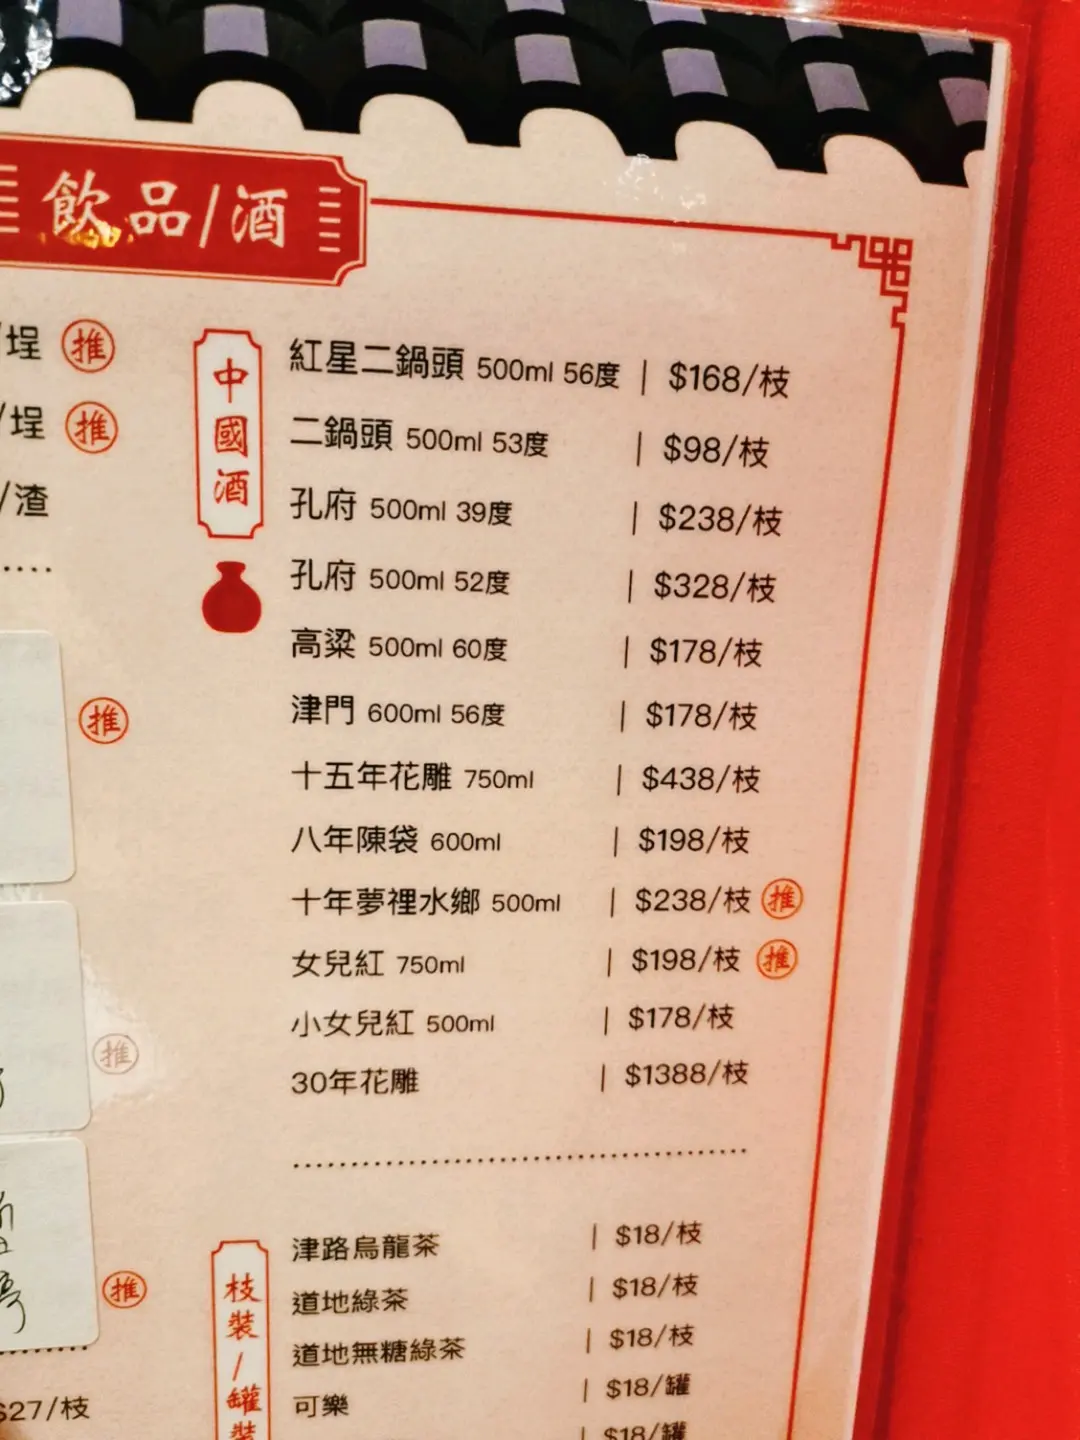 飲品/酒
/埕 推
/埕 推
/渣
推
推
推
$27/枝
中國酒
紅星二鍋頭 500ml 56度 | $168/枝
二鍋頭 500ml 53度 | $98/枝
孔府 500ml 39度 | $238/枝
孔府 500ml 52度 | $328/枝
高粱 500ml 60度 | $178/枝
津門 600ml 56度 | $178/枝
十五年花雕 750ml | $438/枝
八年陳袋 600ml | $198/枝
十年夢裡水鄉 500ml | $238/枝 推
女兒紅 750ml | $198/枝 推
小女兒紅 500ml | $178/枝
30年花雕 | $1388/枝
枝裝/罐裝
津路烏龍茶 | $18/枝
道地綠茶 | $18/枝
道地無糖綠茶 | $18/枝
可樂 | $18/罐
| $18/罐